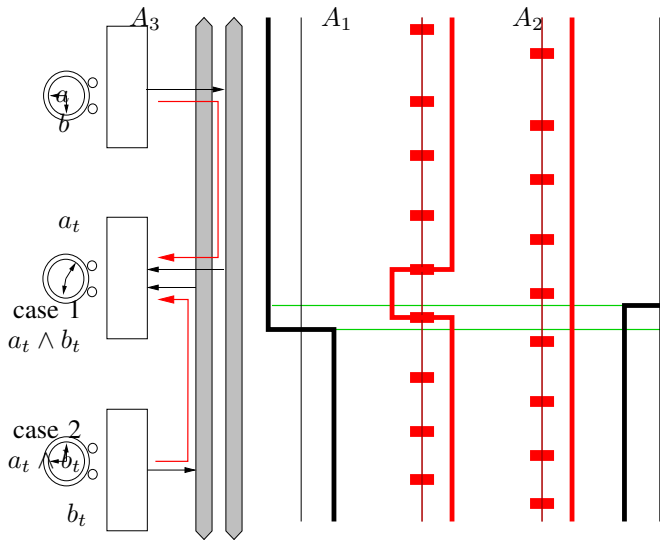 A₃ A₁ A₂
a
b
aₜ
case 1
aₜ ∧ bₜ
case 2
aₜ ∧ bₜ
bₜ